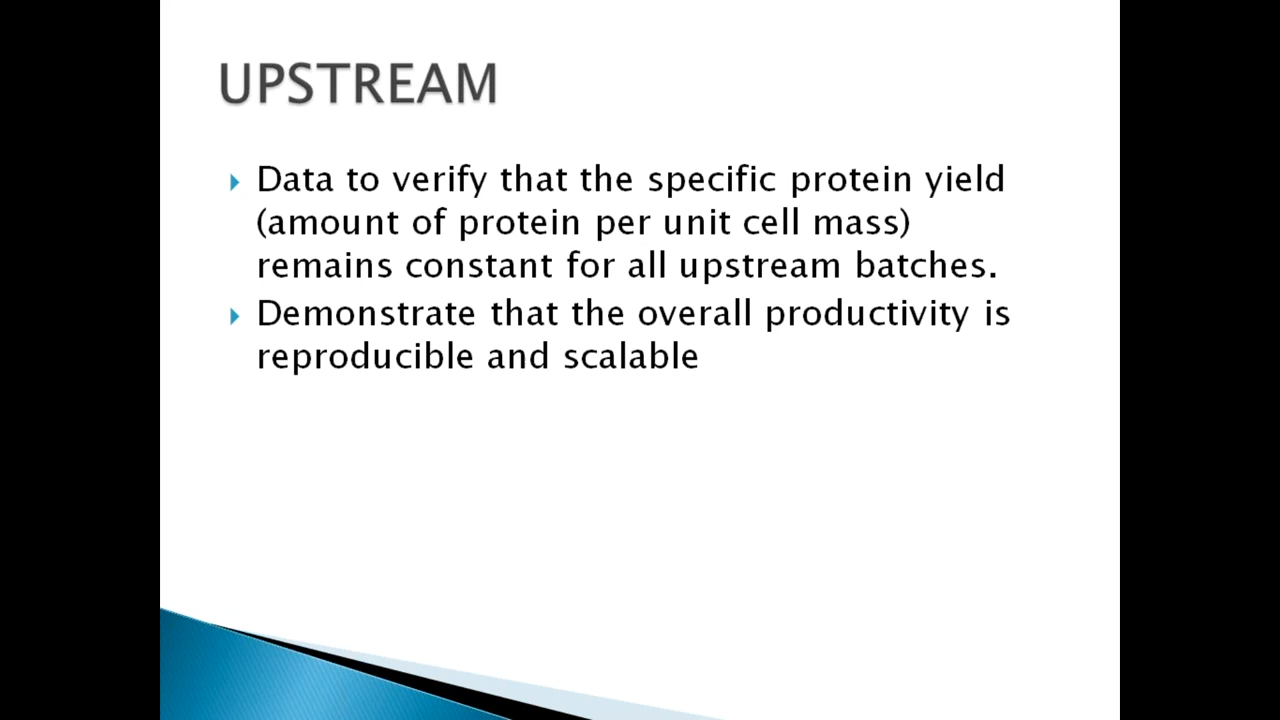 UPSTREAM
Data to verify that the specific protein yield
(amount of protein per unit cell mass)
remains constant for all upstream batches.
Demonstrate that the overall productivity is
reproducible and scalable